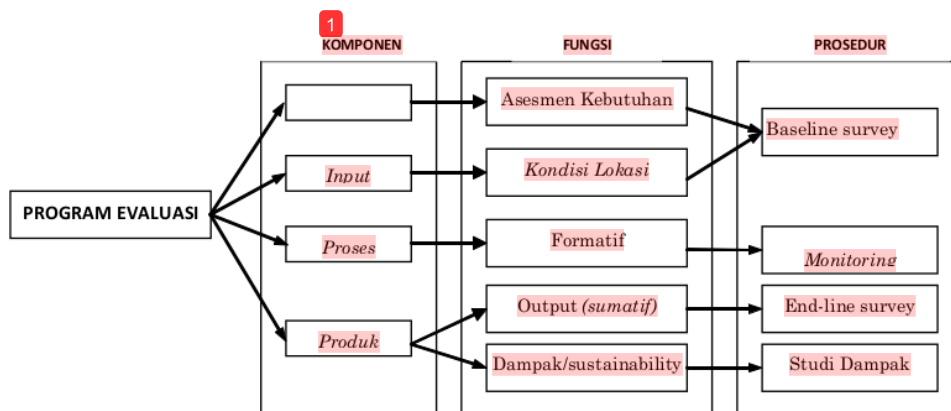 1
KOMPONEN
FUNGSI
PROSEDUR
Asesmen Kebutuhan
Baseline survey
Input
Kondisi Lokasi
PROGRAM EVALUASI
Proses
Formatif
Monitoring
Output (sumatif)
End-line survey
Produk
Dampak/sustainability
Studi Dampak